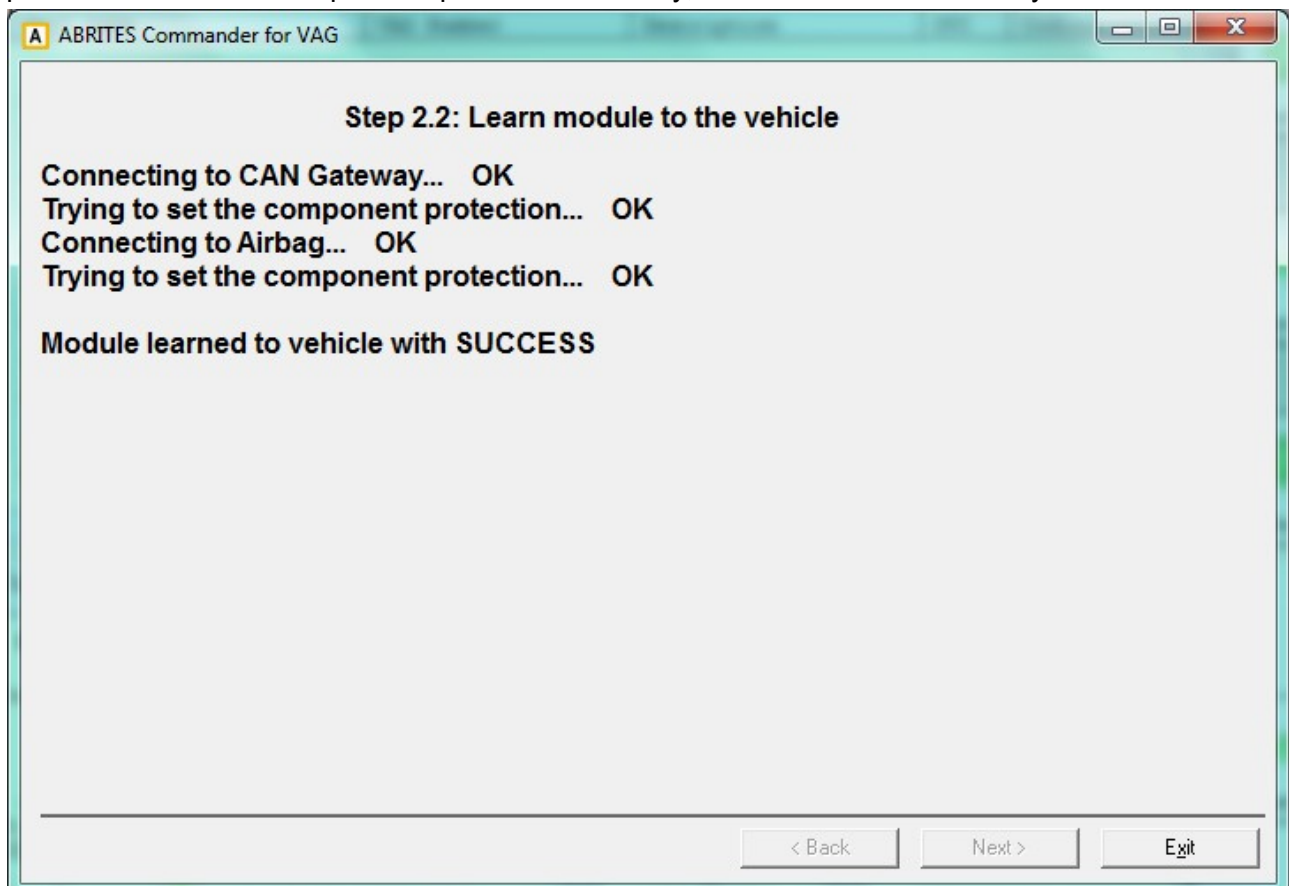 A ABRITES Commander for VAG
X
Step 2.2: Learn module to the vehicle
Connecting to CAN Gateway... OK
Trying to set the component protection... OK
Connecting to Airbag... OK
Trying to set the component protection... OK
Module learned to vehicle with SUCCESS
< Back Next > Exit